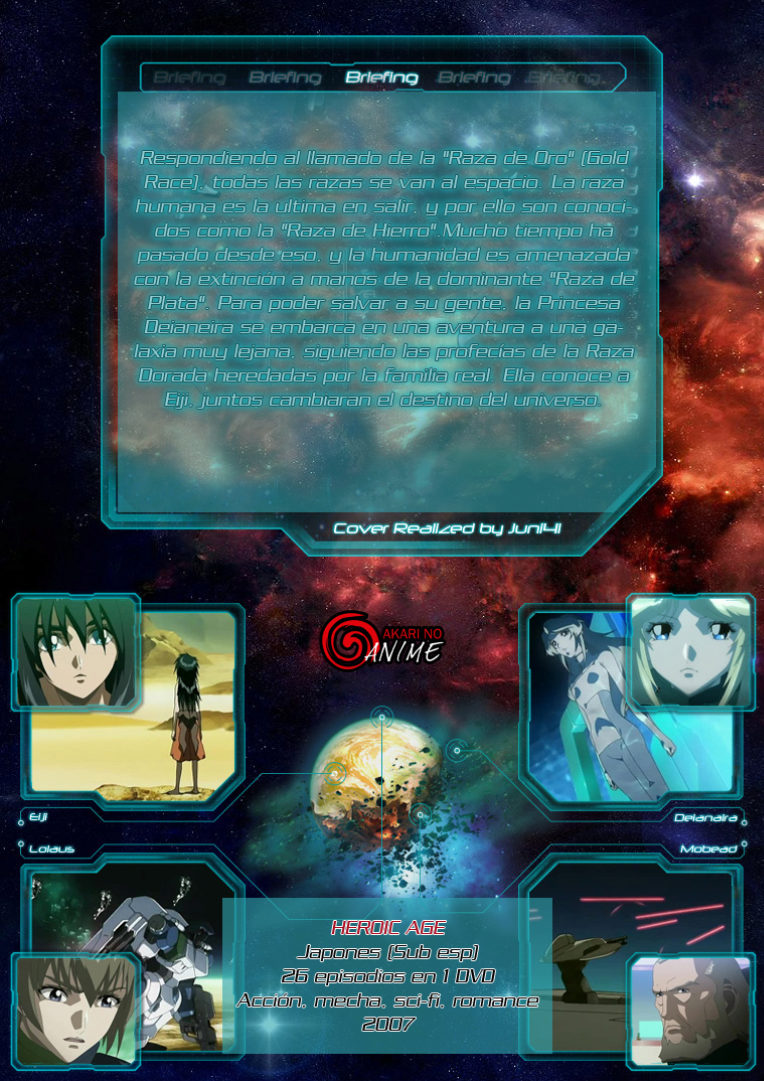 Briefing Briefing Briefing Briefing Briefing
Respondiendo al llamado de la "Raza de Oro" (Gold
Race), todas las razas se van al espacio. La raza
humana es la ultima en salir, y por ello son conoci-
dos como la "Raza de Hierro".Mucho tiempo ha
pasado desde eso, y la humanidad es amenazada
con la extinción a manos de la dominante "Raza de
Plata". Para poder salvar a su gente, la Princesa
Deianeira se embarca en una aventura a una ga-
laxia muy lejana, siguiendo las profecías de la Raza
Dorada heredadas por la familia real. Ella conoce a
Eiji, juntos cambiaran el destino del universo.
Cover Realized by Juni41
AKARI NO
ANIME
Eiji
Deianaira
Lolaus
Mobead
HEROIC AGE
Japones (Sub esp)
26 episodios en 1 DVD
Acción, mecha, sci-fi, romance
2007